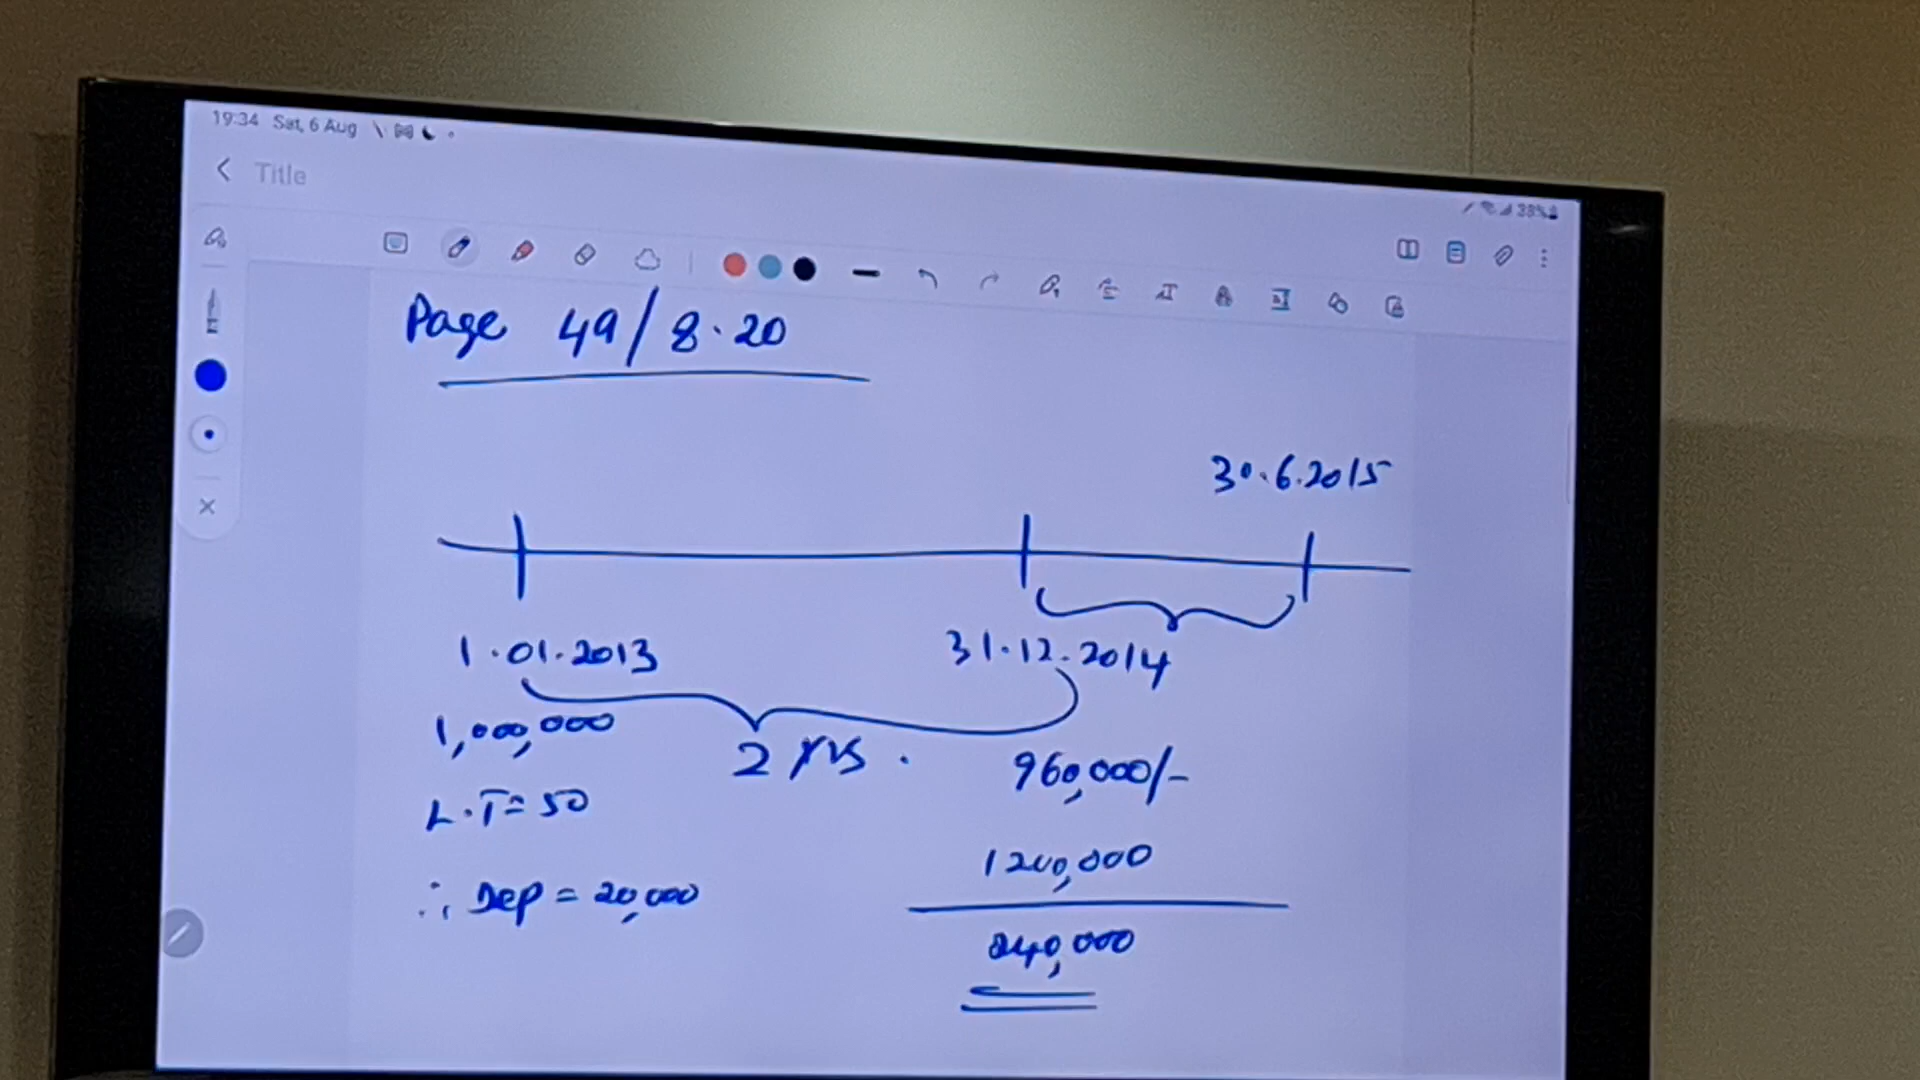 19:34 Sat, 6 Aug
38%
Title
Page 49/8.20
30.6.2015
1.01.2013
31.12.2014
1,000,000
2 yrs.
960,000/-
L.T=50
1200,000
∴ Dep = 20,000
240,000